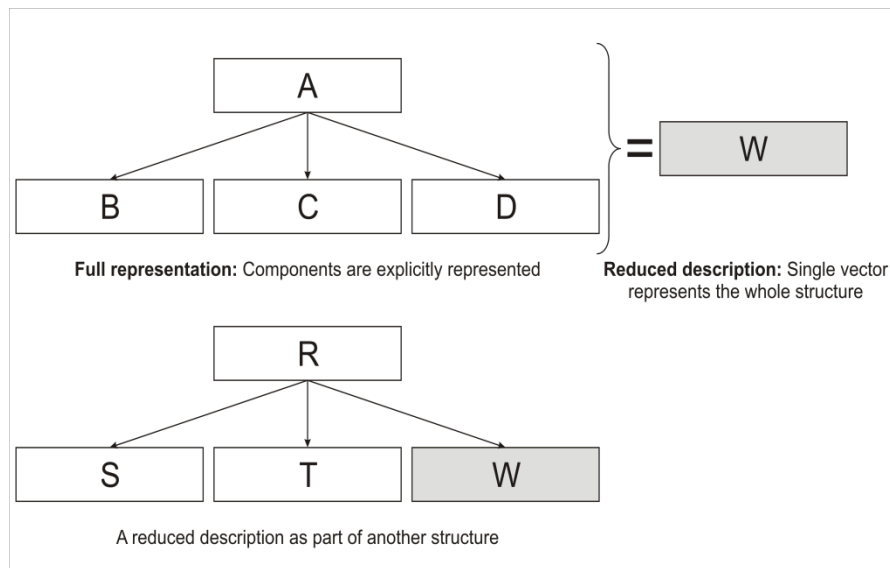 A
B
C
D
=
W
Full representation: Components are explicitly represented
Reduced description: Single vector
represents the whole structure
R
S
T
W
A reduced description as part of another structure